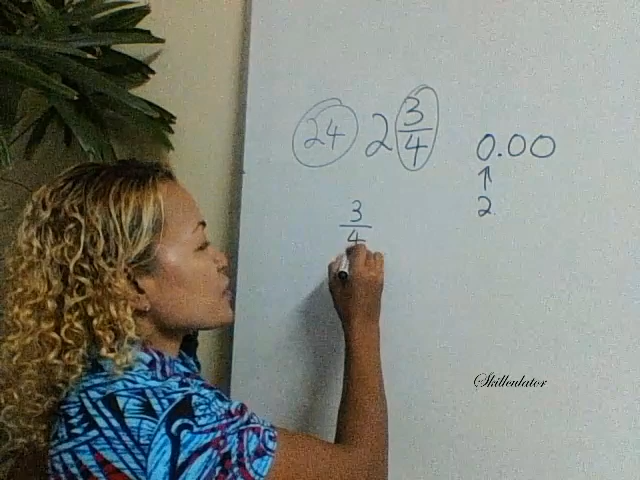 24 2 3/4 0.00
↑
2
3/4
Skillculator